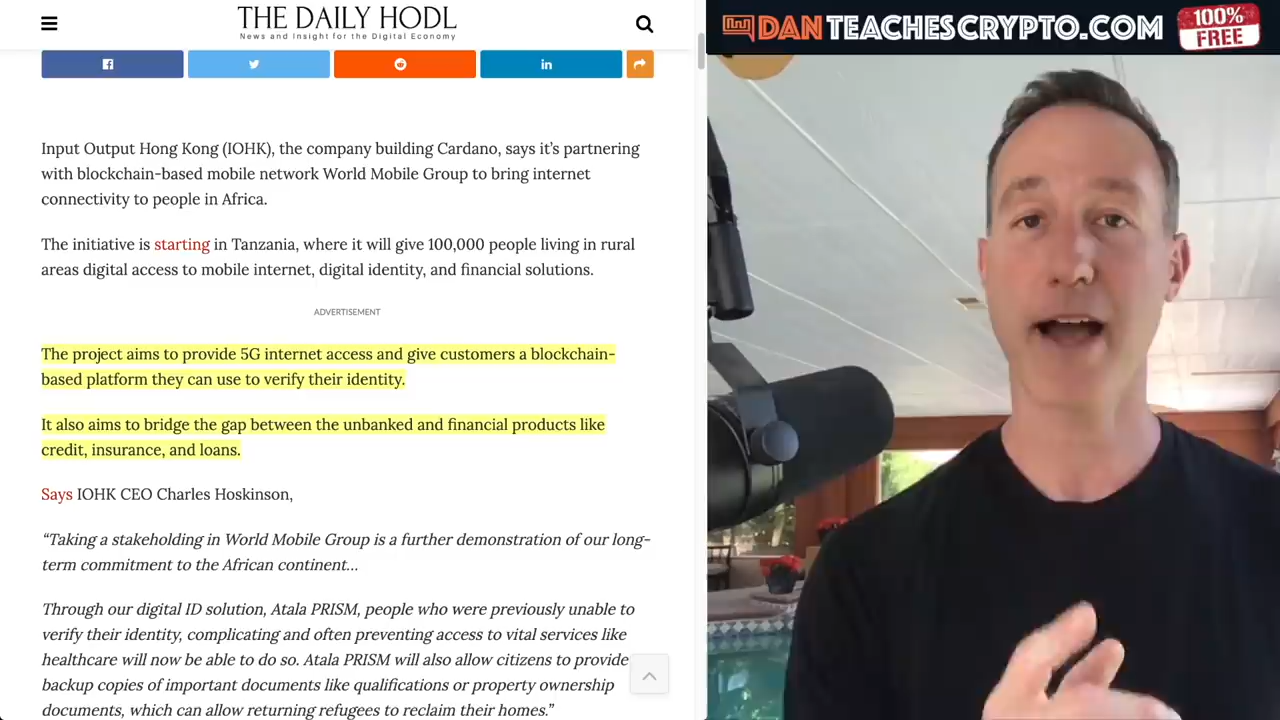 THE DAILY HODL
News and Insight for the Digital Economy
DANTEACHESCRYPTO.COM
100%
FREE
Input Output Hong Kong (IOHK), the company building Cardano, says it’s partnering
with blockchain-based mobile network World Mobile Group to bring internet
connectivity to people in Africa.
The initiative is starting in Tanzania, where it will give 100,000 people living in rural
areas digital access to mobile internet, digital identity, and financial solutions.
ADVERTISEMENT
The project aims to provide 5G internet access and give customers a blockchain-
based platform they can use to verify their identity.
It also aims to bridge the gap between the unbanked and financial products like
credit, insurance, and loans.
Says IOHK CEO Charles Hoskinson,
“Taking a stakeholding in World Mobile Group is a further demonstration of our long-
term commitment to the African continent…
Through our digital ID solution, Atala PRISM, people who were previously unable to
verify their identity, complicating and often preventing access to vital services like
healthcare will now be able to do so. Atala PRISM will also allow citizens to provide
backup copies of important documents like qualifications or property ownership
documents, which can allow returning refugees to reclaim their homes.”